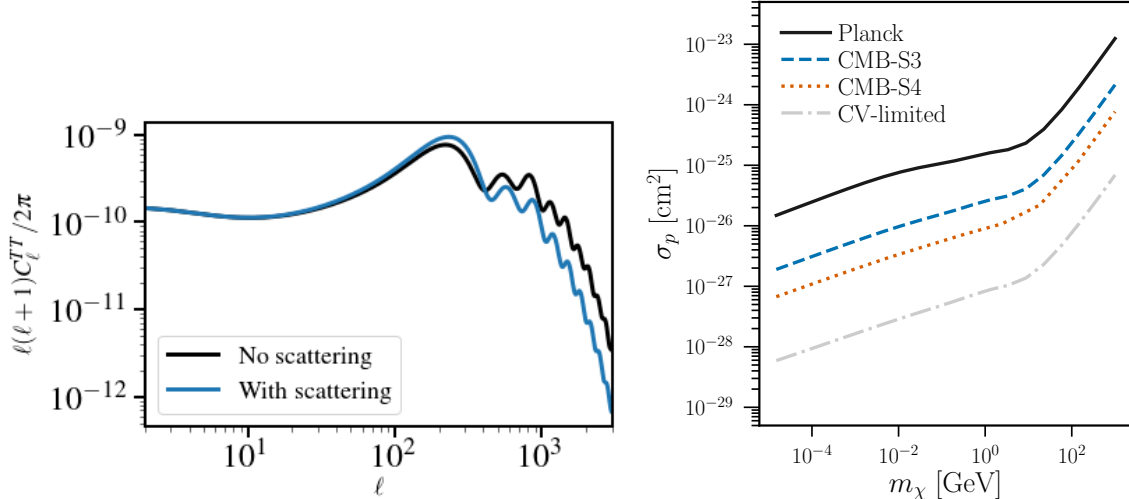 ℓ(ℓ+1)C_ℓ^{TT}/2π
10^{-9}
10^{-10}
10^{-11}
10^{-12}
No scattering
With scattering
10^1
10^2
10^3
ℓ
σ_p [cm^2]
10^{-23}
10^{-24}
10^{-25}
10^{-26}
10^{-27}
10^{-28}
10^{-29}
Planck
CMB-S3
CMB-S4
CV-limited
10^{-4}
10^{-2}
10^0
10^2
m_χ [GeV]